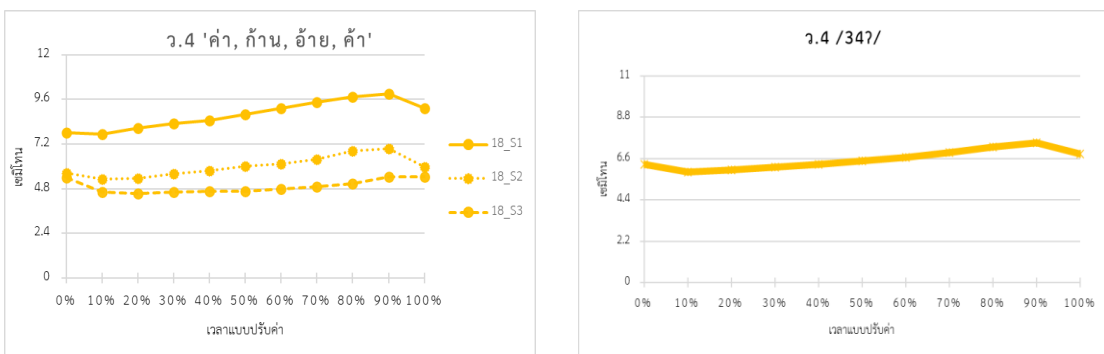 ว.4 'ค่า, ก้าน, อ้าย, ค้า'
12
9.6
7.2
4.8
2.4
0
เซมิโทน
0% 10% 20% 30% 40% 50% 60% 70% 80% 90% 100%
เวลาแบบปรับค่า
18_S1
18_S2
18_S3
ว.4 /34ʔ/
11
8.8
6.6
4.4
2.2
0
เซมิโทน
0% 10% 20% 30% 40% 50% 60% 70% 80% 90% 100%
เวลาแบบปรับค่า